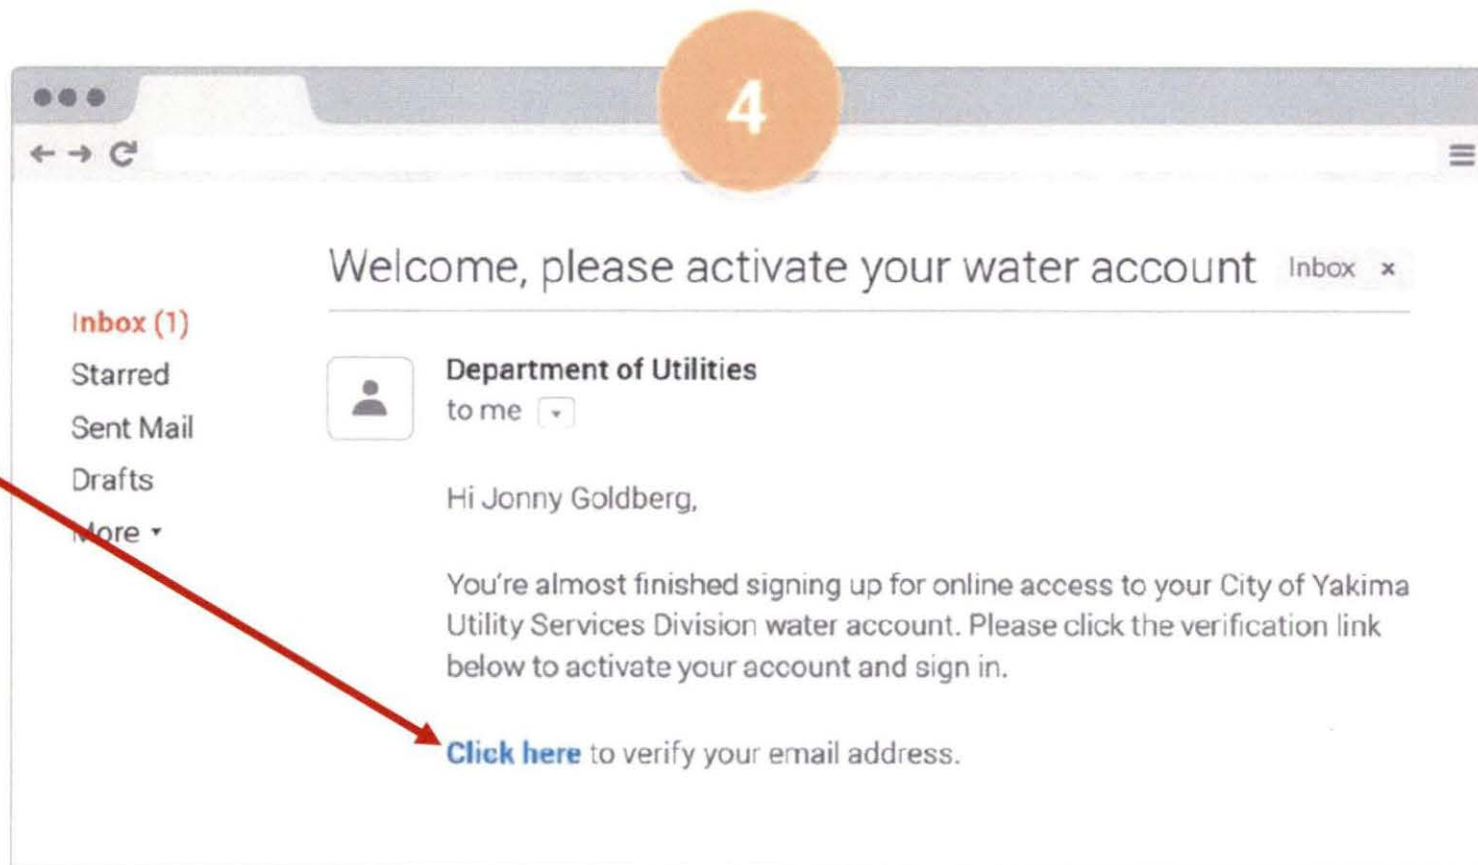 4
Welcome, please activate your water account Inbox ×
Inbox (1)
Starred
Sent Mail
Drafts
More
Department of Utilities
to me
Hi Jonny Goldberg,
You're almost finished signing up for online access to your City of Yakima
Utility Services Division water account. Please click the verification link
below to activate your account and sign in.
Click here to verify your email address.